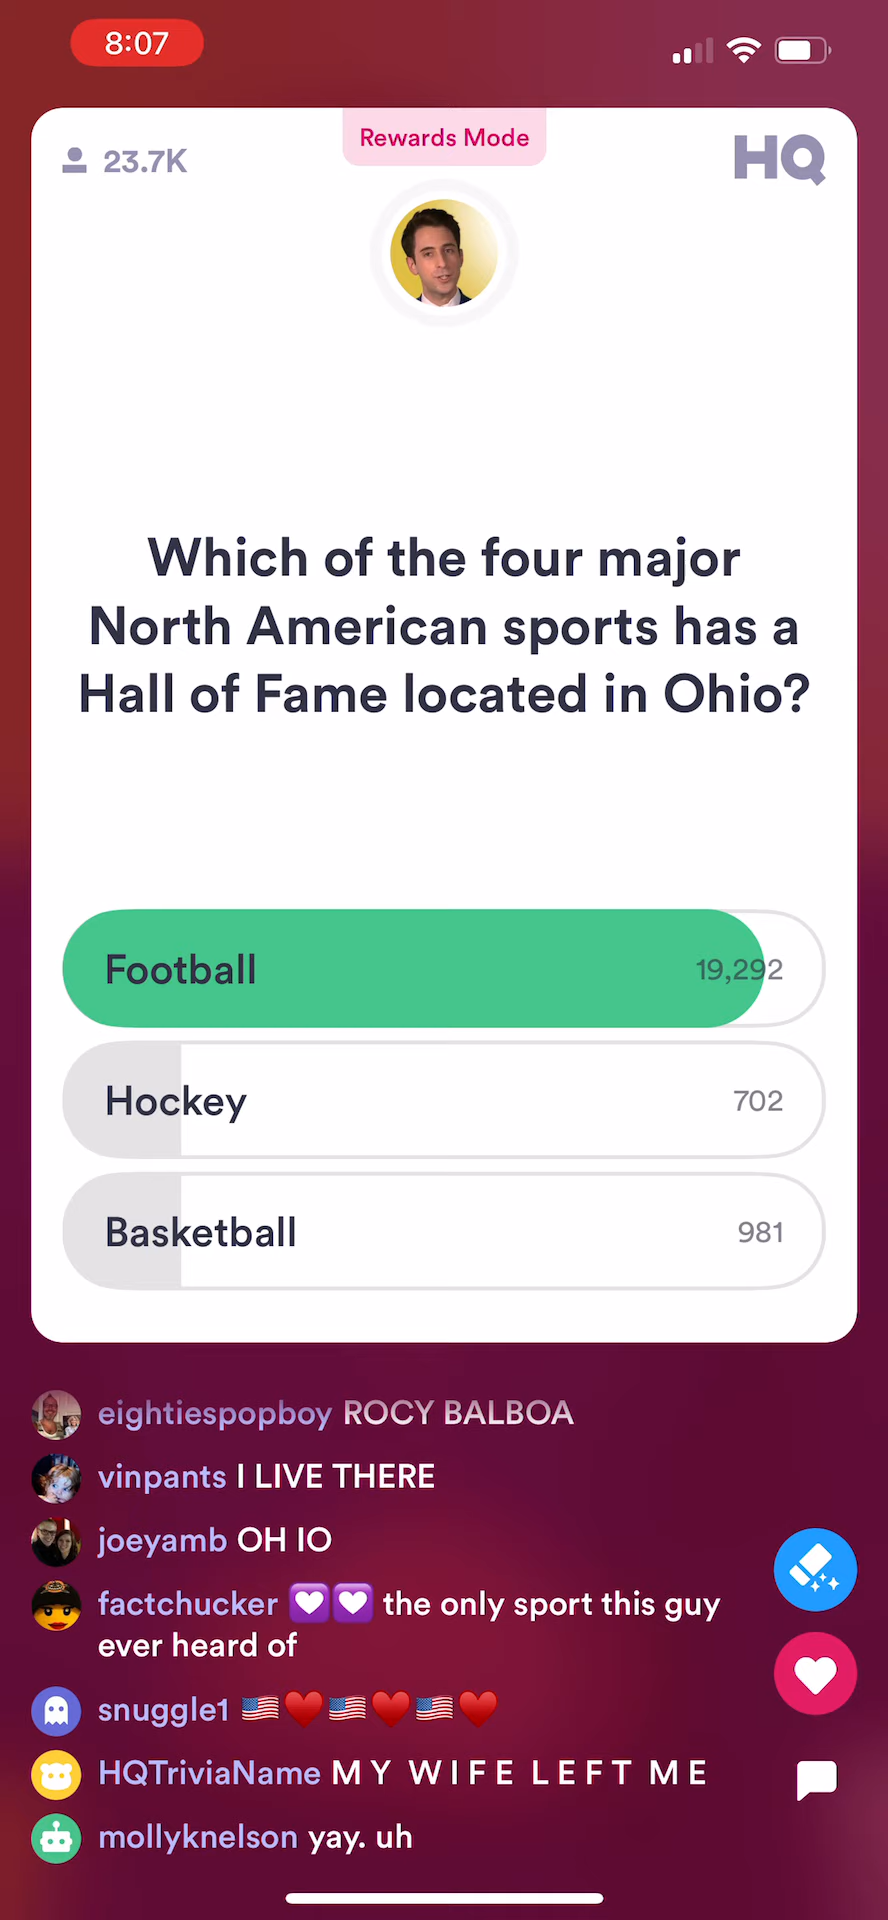 8:07
Rewards Mode
23.7K
HQ
Which of the four major
North American sports has a
Hall of Fame located in Ohio?
Football 19,292
Hockey 702
Basketball 981
eightiespopboy ROCY BALBOA
vinpants I LIVE THERE
joeyamb OH IO
factchucker 💜💜 the only sport this guy
ever heard of
snuggle1 🇺🇸❤️🇺🇸❤️🇺🇸❤️
HQTriviaName M Y W I F E L E F T M E
mollyknelson yay. uh